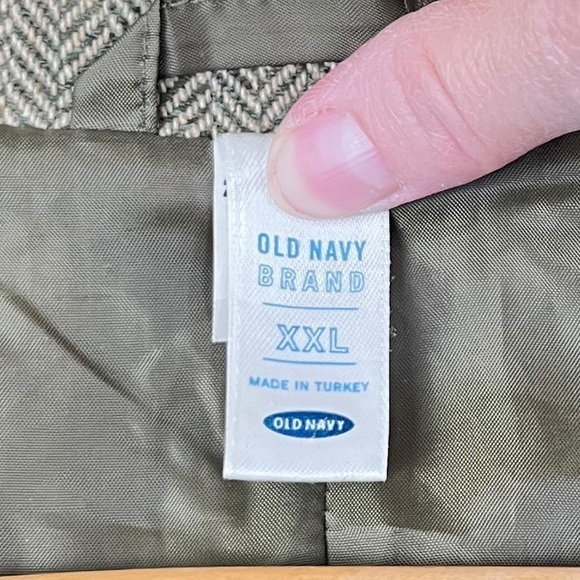 OLD NAVY
BRAND
XXL
MADE IN TURKEY
OLD NAVY